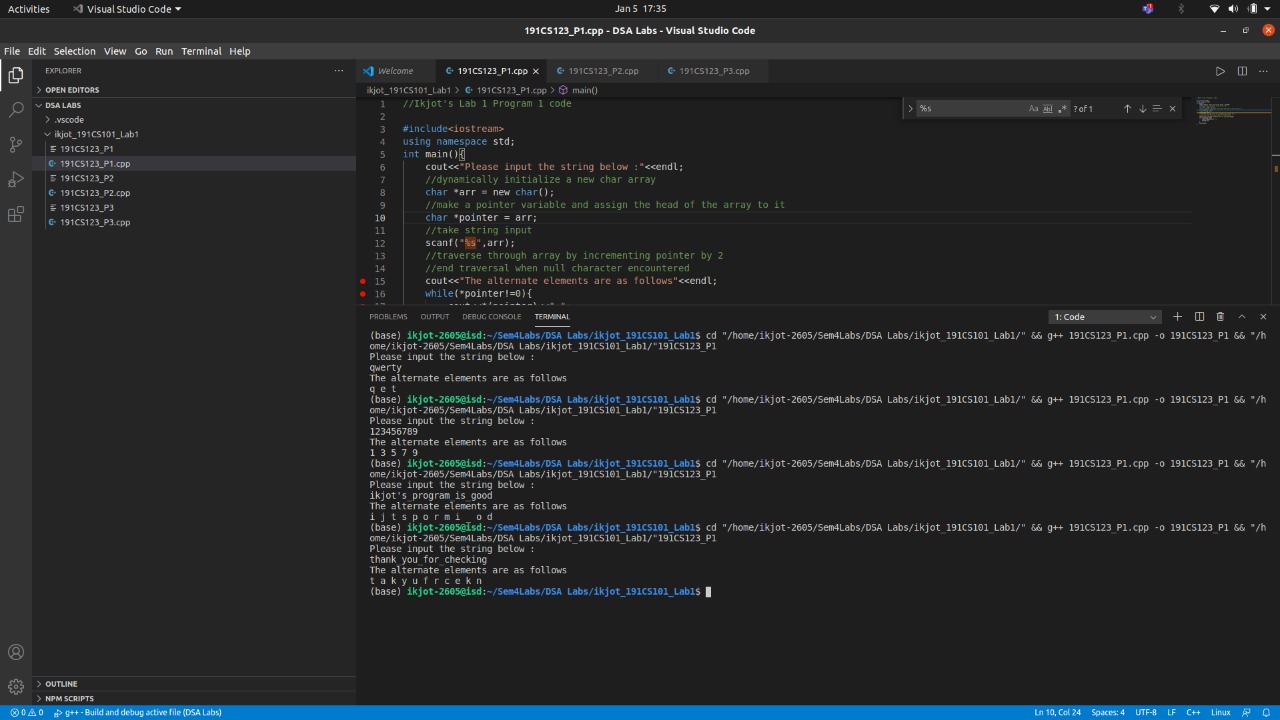 Activities
Visual Studio Code
Jan 5 17:35
191CS123_P1.cpp - DSA Labs - Visual Studio Code
File Edit Selection View Go Run Terminal Help
EXPLORER
OPEN EDITORS
DSA LABS
.vscode
ikjot_191CS101_Lab1
191CS123_P1
191CS123_P1.cpp
191CS123_P2
191CS123_P2.cpp
191CS123_P3
191CS123_P3.cpp
OUTLINE
NPM SCRIPTS
Welcome 191CS123_P1.cpp 191CS123_P2.cpp 191CS123_P3.cpp
ikjot_191CS101_Lab1 > 191CS123_P1.cpp > main()
%s Aa Ab .* ? of 1
1 //Ikjot's Lab 1 Program 1 code
2
3 #include<iostream>
4 using namespace std;
5 int main(){
6 cout<<"Please input the string below :"<<endl;
7 //dynamically initialize a new char array
8 char *arr = new char();
9 //make a pointer variable and assign the head of the array to it
10 char *pointer = arr;
11 //take string input
12 scanf("%s",arr);
13 //traverse through array by incrementing pointer by 2
14 //end traversal when null character encountered
15 cout<<"The alternate elements are as follows"<<endl;
16 while(*pointer!=0){
PROBLEMS OUTPUT DEBUG CONSOLE TERMINAL 1: Code
(base) ikjot-2605@isd:~/Sem4Labs/DSA Labs/ikjot_191CS101_Lab1$ cd "/home/ikjot-2605/Sem4Labs/DSA Labs/ikjot_191CS101_Lab1/" && g++ 191CS123_P1.cpp -o 191CS123_P1 && "/h
ome/ikjot-2605/Sem4Labs/DSA Labs/ikjot_191CS101_Lab1/"191CS123_P1
Please input the string below :
qwerty
The alternate elements are as follows
q e t
(base) ikjot-2605@isd:~/Sem4Labs/DSA Labs/ikjot_191CS101_Lab1$ cd "/home/ikjot-2605/Sem4Labs/DSA Labs/ikjot_191CS101_Lab1/" && g++ 191CS123_P1.cpp -o 191CS123_P1 && "/h
ome/ikjot-2605/Sem4Labs/DSA Labs/ikjot_191CS101_Lab1/"191CS123_P1
Please input the string below :
123456789
The alternate elements are as follows
1 3 5 7 9
(base) ikjot-2605@isd:~/Sem4Labs/DSA Labs/ikjot_191CS101_Lab1$ cd "/home/ikjot-2605/Sem4Labs/DSA Labs/ikjot_191CS101_Lab1/" && g++ 191CS123_P1.cpp -o 191CS123_P1 && "/h
ome/ikjot-2605/Sem4Labs/DSA Labs/ikjot_191CS101_Lab1/"191CS123_P1
Please input the string below :
ikjot's_program_is_good
The alternate elements are as follows
i j t s p o r m i _ o d
(base) ikjot-2605@isd:~/Sem4Labs/DSA Labs/ikjot_191CS101_Lab1$ cd "/home/ikjot-2605/Sem4Labs/DSA Labs/ikjot_191CS101_Lab1/" && g++ 191CS123_P1.cpp -o 191CS123_P1 && "/h
ome/ikjot-2605/Sem4Labs/DSA Labs/ikjot_191CS101_Lab1/"191CS123_P1
Please input the string below :
thank_you_for_checking
The alternate elements are as follows
t a k y u f r c e k n
(base) ikjot-2605@isd:~/Sem4Labs/DSA Labs/ikjot_191CS101_Lab1$
0 0 g++ - Build and debug active file (DSA Labs) Ln 10, Col 24 Spaces: 4 UTF-8 LF C++ Linux